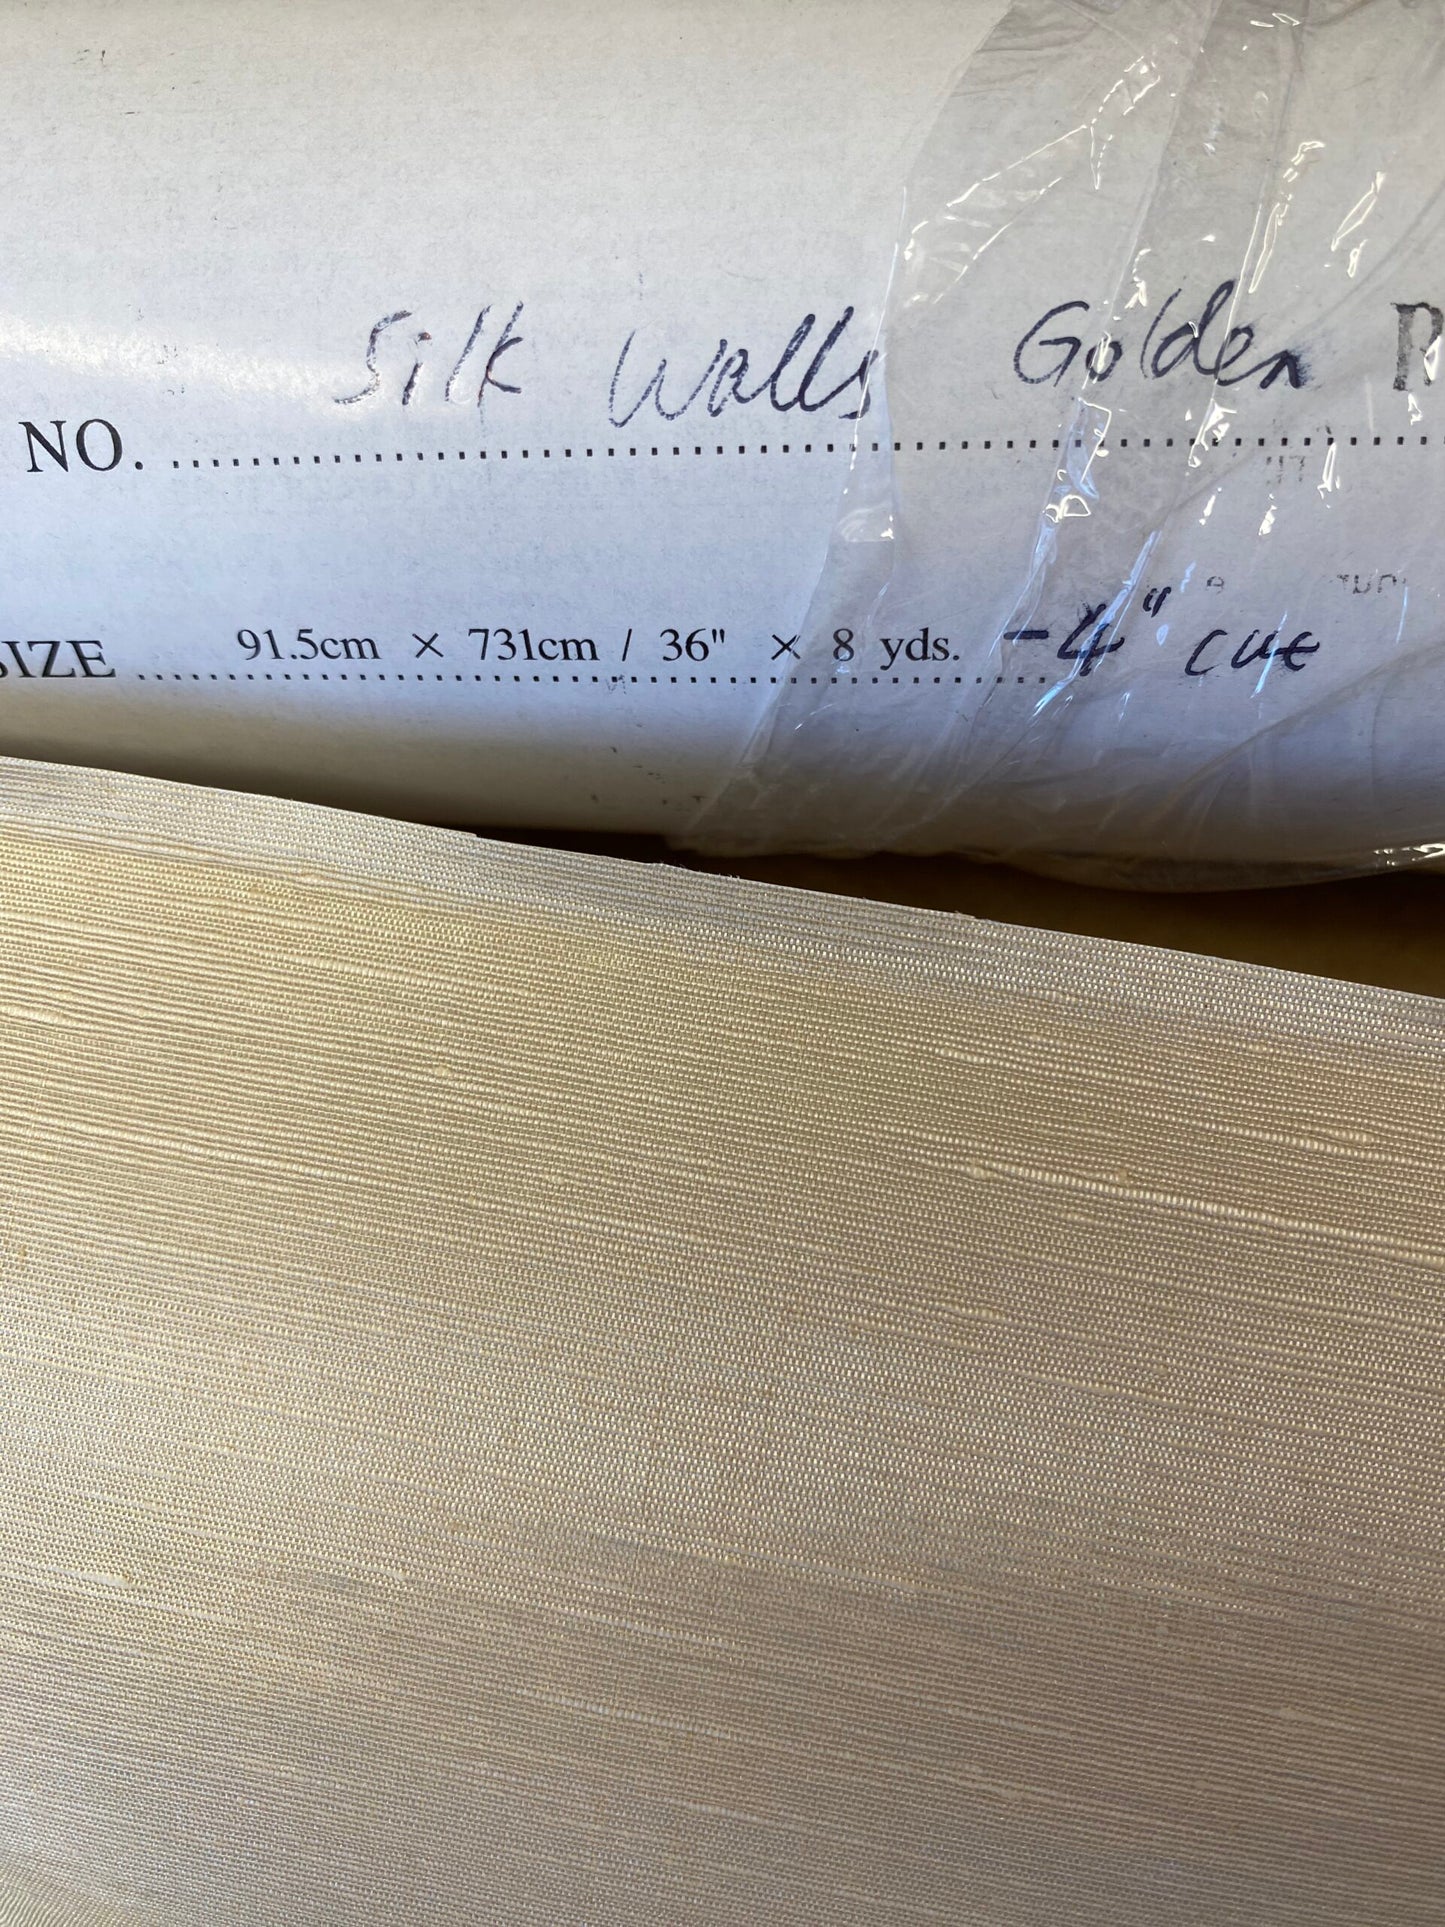 NO. Silk Walls Golden
SIZE 91.5cm × 731cm / 36" × 8 yds. -4" cut